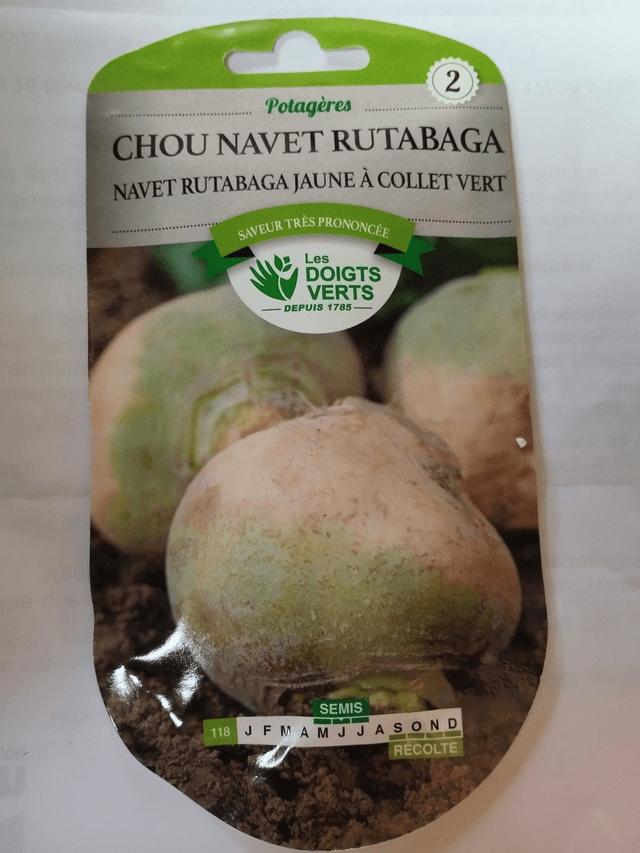 2
Potagères
CHOU NAVET RUTABAGA
NAVET RUTABAGA JAUNE À COLLET VERT
SAVEUR TRÈS PRONONCÉE
Les
DOIGTS
VERTS
DEPUIS 1785
SEMIS
118 J F M A M J J A S O N D
RÉCOLTE